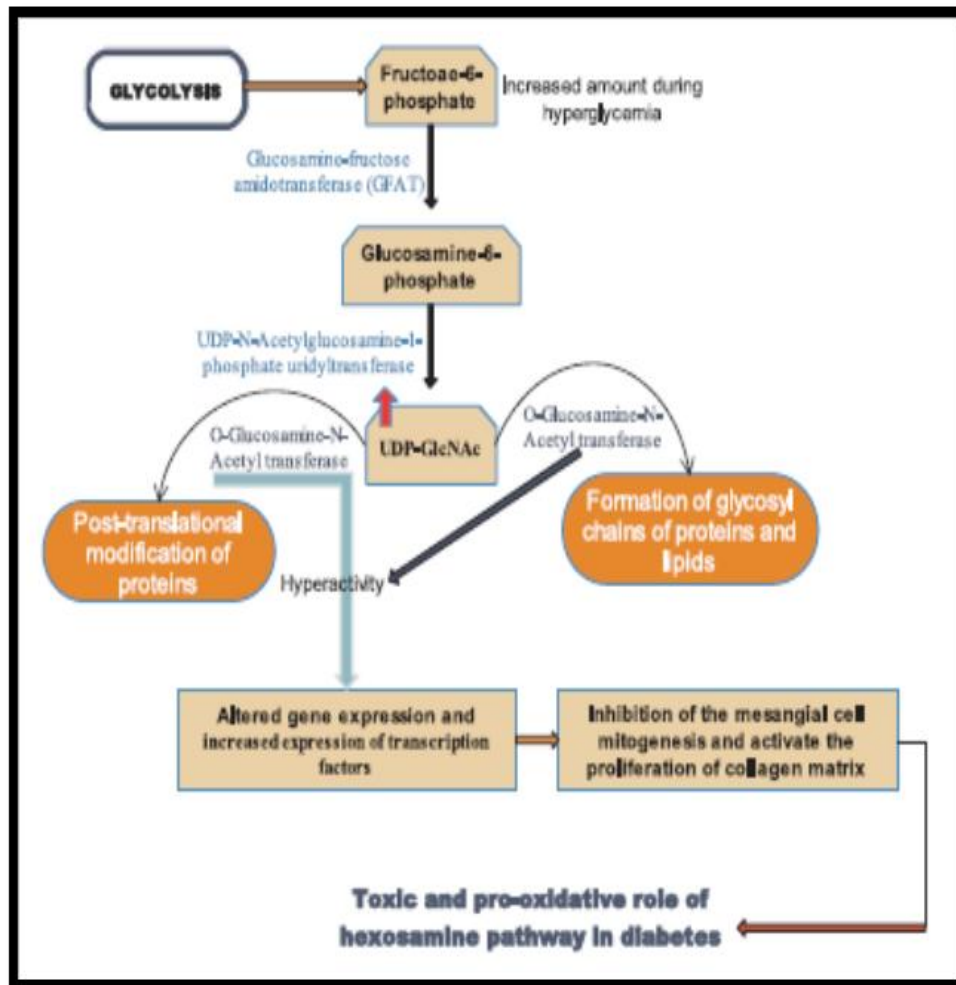 GLYCOLYSIS
Fructoae-6-
phosphate
Increased amount during
hyperglycemia
Glucosamino-fructose
amidotransferase (GFAT)
Glucosamine-6-
phosphate
UDP-N-Acetylglucosamine-1-
phosphate uridyltransferase
O-Glucosamine-N-
Acetyl transferase
UDP-GlcNAc
O-Glucosamine-N-
Acetyl transferase
Post-translational
modification of
proteins
Formation of glycosyl
chains of proteins and
lipids
Hyperactivity
Altered gene expression and
increased expression of transcription
factors
Inhibition of the mesangial cell
mitogenesis and activate the
proliferation of collagen matrix
Toxic and pro-oxidative role of
hexosamine pathway in diabetes